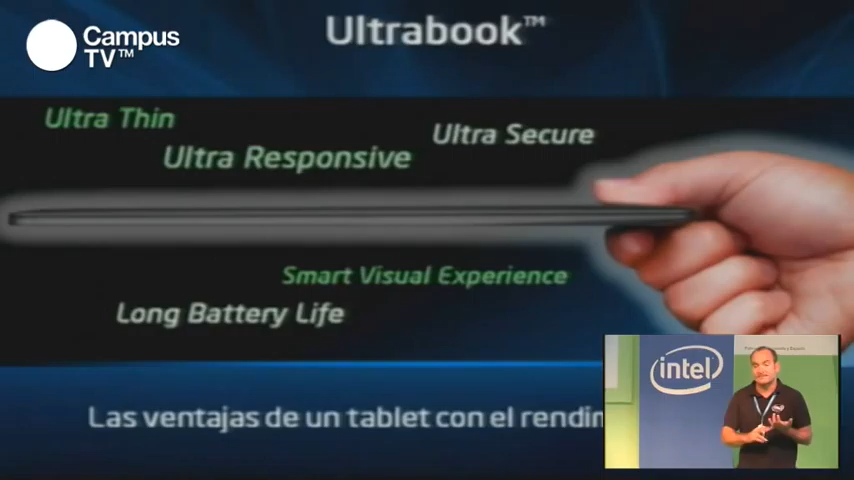 Campus
TV™
Ultrabook™
Ultra Thin
Ultra Secure
Ultra Responsive
Smart Visual Experience
Long Battery Life
intel
Las ventajas de un tablet con el